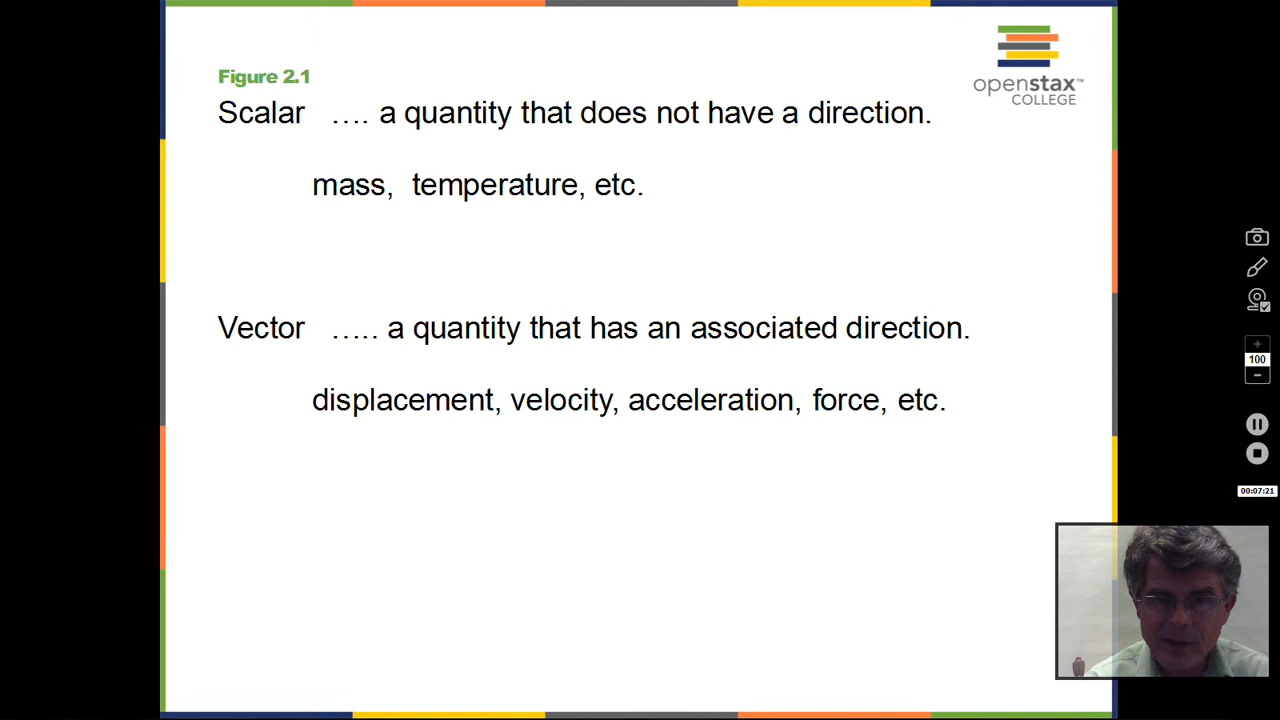 Figure 2.1
openstax™
COLLEGE
Scalar …. a quantity that does not have a direction.
mass, temperature, etc.
Vector ….. a quantity that has an associated direction.
displacement, velocity, acceleration, force, etc.
+
100
−
00:07:21